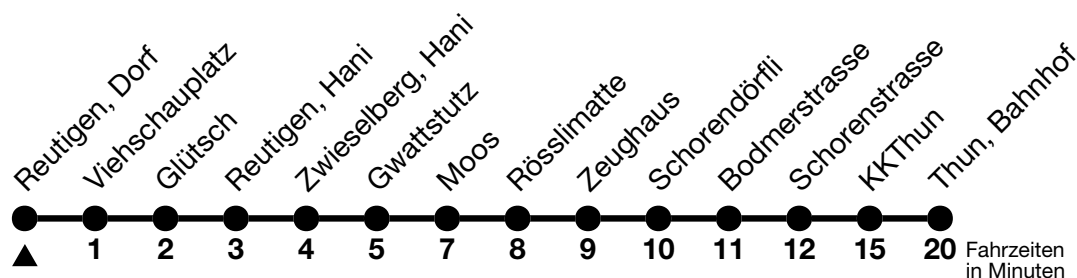 Reutigen, Dorf
Viehschauplatz
Glütsch
Reutigen, Hani
Zwieselberg, Hani
Gwattstutz
Moos
Rösslimatte
Zeughaus
Schorendörfli
Bodmerstrasse
Schorenstrasse
KKThun
Thun, Bahnhof
1 2 3 4 5 7 8 9 10 11 12 15 20 Fahrzeiten
in Minuten